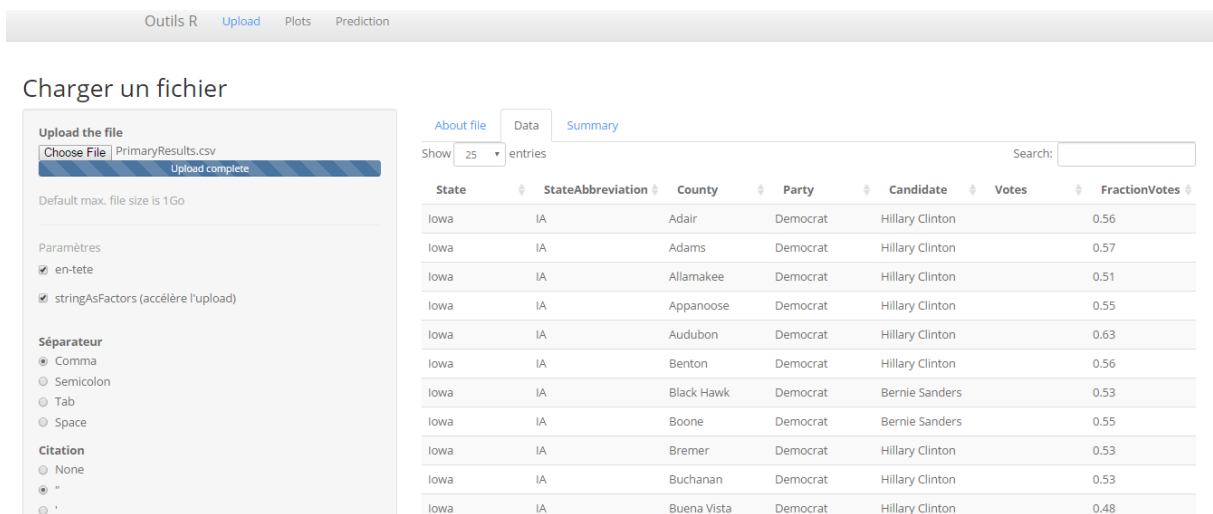 Outils R Upload Plots Prediction
Charger un fichier
Upload the file
Choose File PrimaryResults.csv
Upload complete
Default max. file size is 1Go
Paramètres
en-tete
stringAsFactors (accélère l'upload)
Séparateur
Comma
Semicolon
Tab
Space
Citation
None
"
'
About file Data Summary
Show 25 entries Search:
State StateAbbreviation County Party Candidate Votes FractionVotes
Iowa IA Adair Democrat Hillary Clinton 0.56
Iowa IA Adams Democrat Hillary Clinton 0.57
Iowa IA Allamakee Democrat Hillary Clinton 0.51
Iowa IA Appanoose Democrat Hillary Clinton 0.55
Iowa IA Audubon Democrat Hillary Clinton 0.63
Iowa IA Benton Democrat Hillary Clinton 0.56
Iowa IA Black Hawk Democrat Bernie Sanders 0.53
Iowa IA Boone Democrat Bernie Sanders 0.55
Iowa IA Bremer Democrat Hillary Clinton 0.53
Iowa IA Buchanan Democrat Hillary Clinton 0.53
Iowa IA Buena Vista Democrat Hillary Clinton 0.48